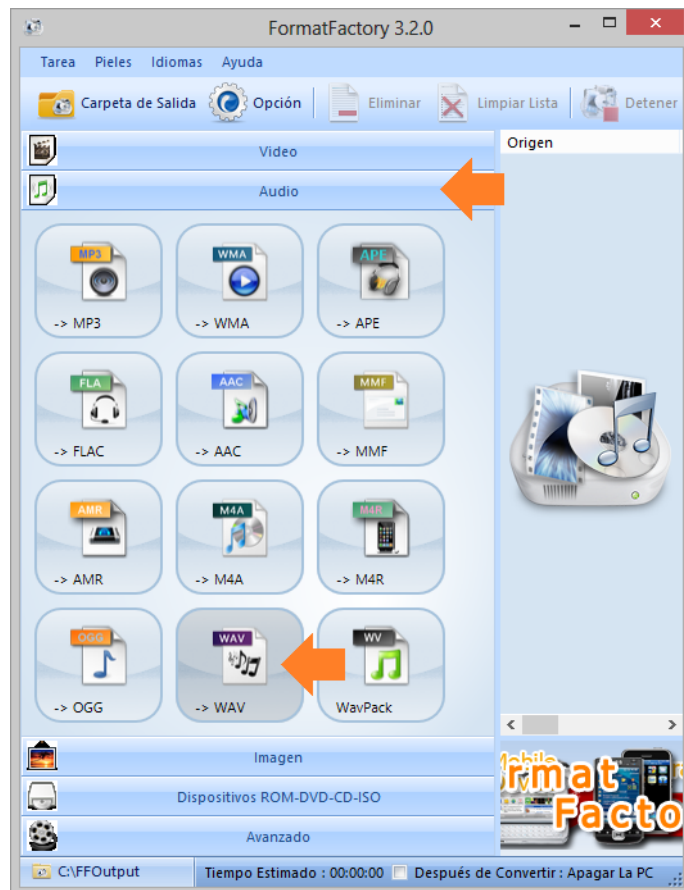 FormatFactory 3.2.0
Tarea Pieles Idiomas Ayuda
Carpeta de Salida Opción Eliminar Limpiar Lista Detener
Video
Origen
Audio
MP3 WMA APE
-> MP3 -> WMA -> APE
FLA AAC MMF
-> FLAC -> AAC -> MMF
AMR M4A M4R
-> AMR -> M4A -> M4R
OGG WAV WV
-> OGG -> WAV WavPack
Imagen
Dispositivos ROM-DVD-CD-ISO
Avanzado
rmat
Facto
C:\FFOutput Tiempo Estimado : 00:00:00 Después de Convertir : Apagar La PC